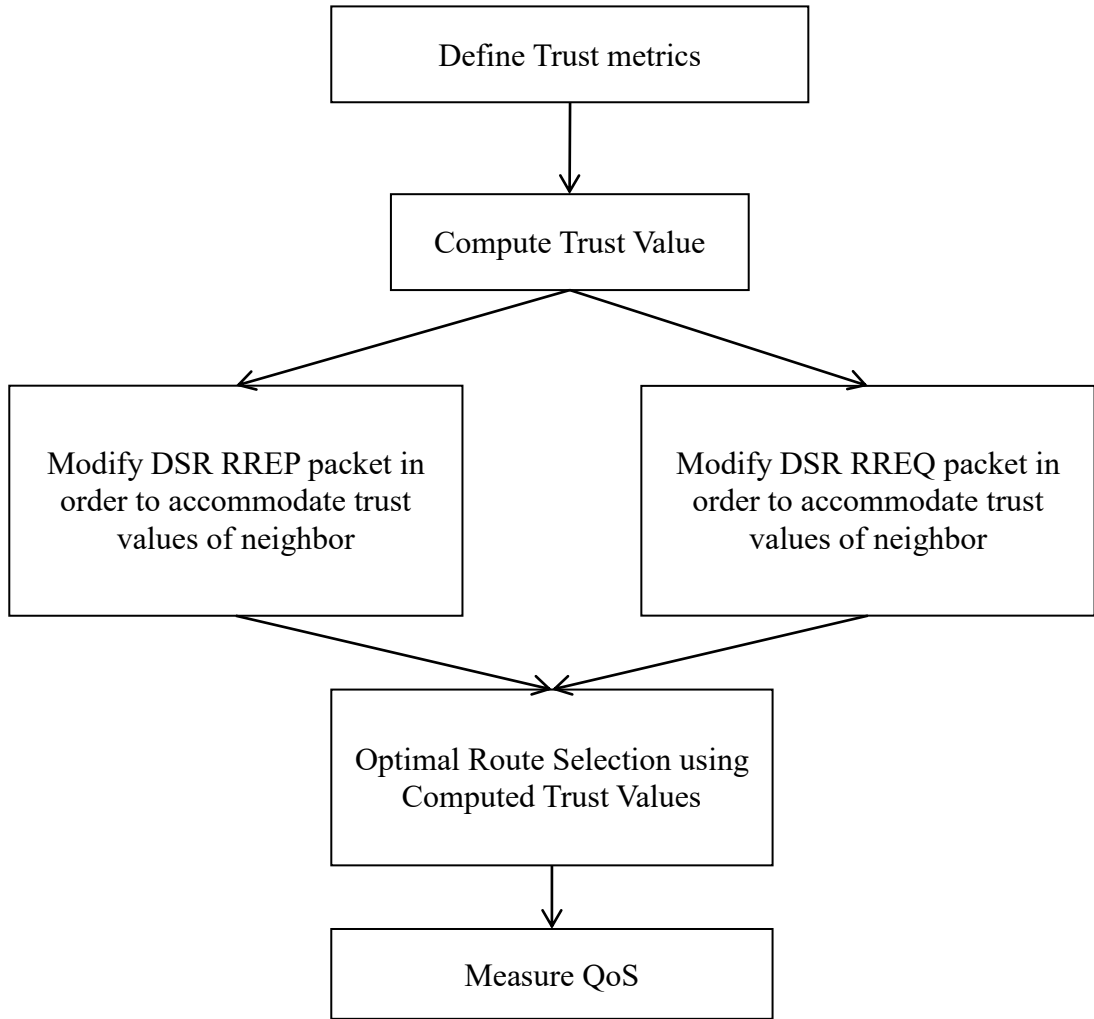 Define Trust metrics
Compute Trust Value
Modify DSR RREP packet in
order to accommodate trust
values of neighbor
Modify DSR RREQ packet in
order to accommodate trust
values of neighbor
Optimal Route Selection using
Computed Trust Values
Measure QoS